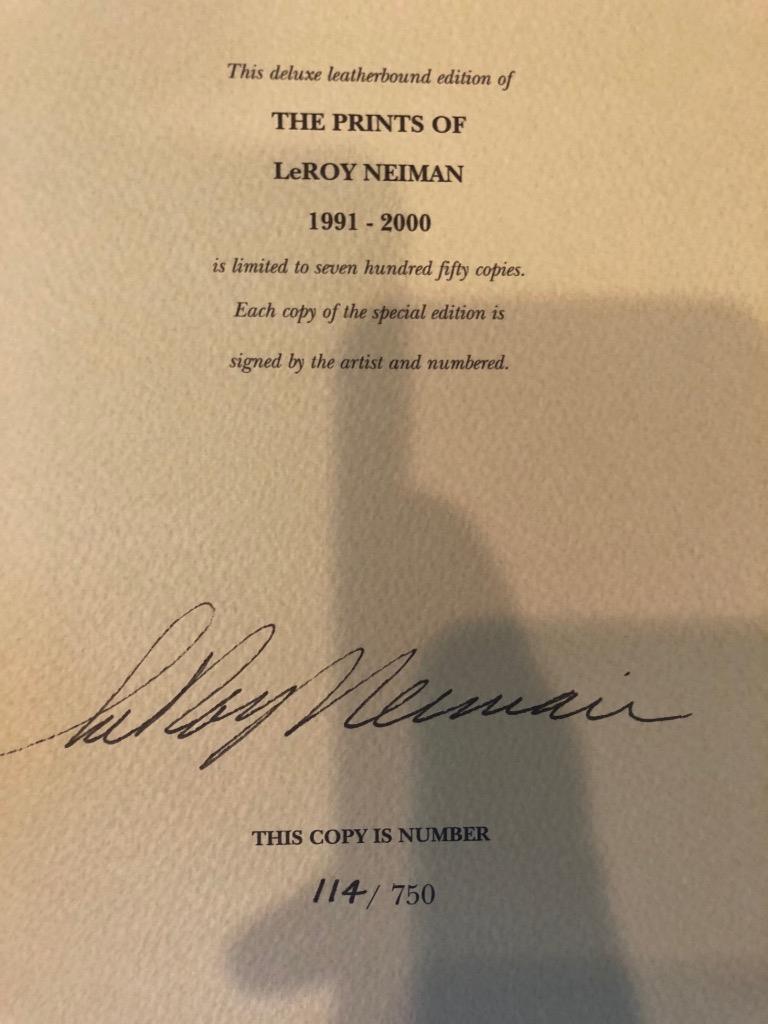 This deluxe leatherbound edition of
THE PRINTS OF
LeROY NEIMAN
1991 - 2000
is limited to seven hundred fifty copies.
Each copy of the special edition is
signed by the artist and numbered.
LeRoy Neiman
THIS COPY IS NUMBER
114/ 750